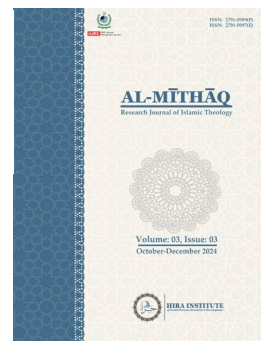 ISSN: 2791-0989(P)
ISSN: 2791-0997(E)
AL-MĪTHĀQ
Research Journal of Islamic Theology
Volume: 03, Issue: 03
October-December 2024
HIRA INSTITUTE